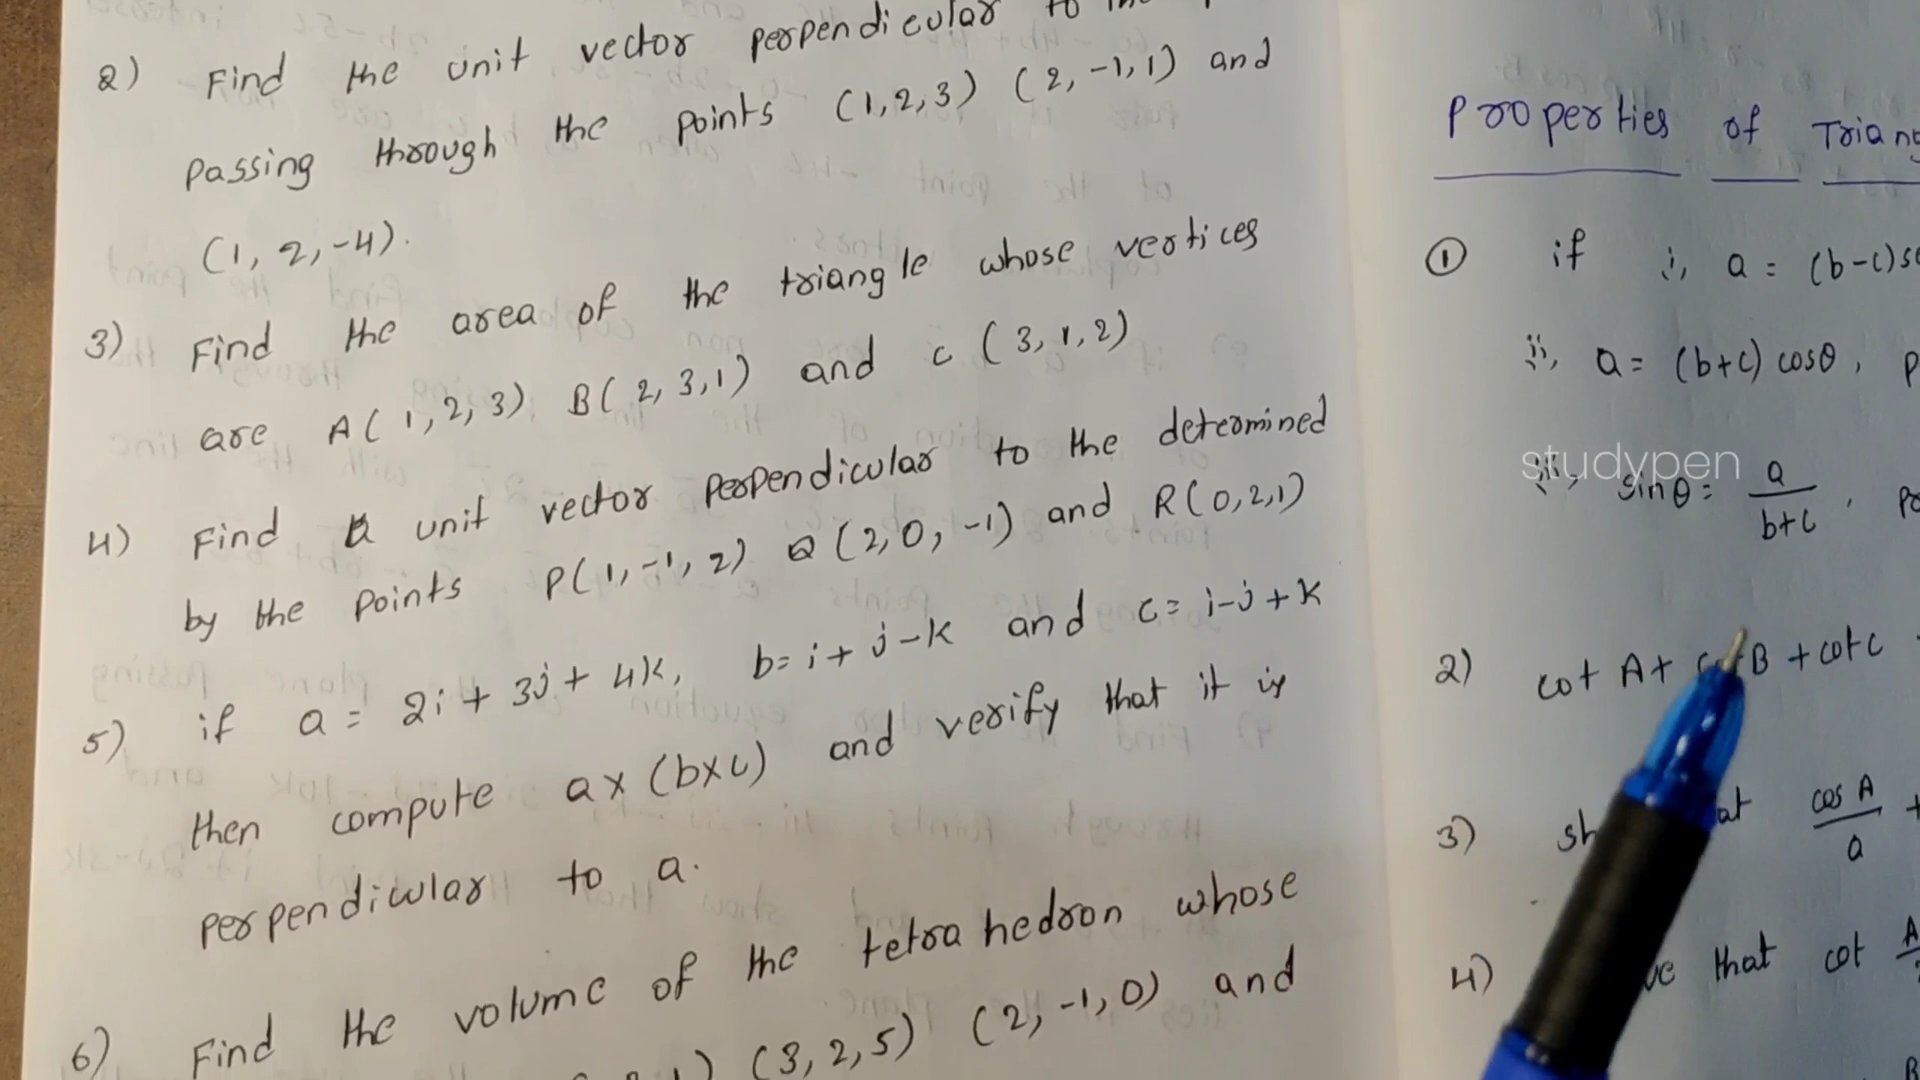 2) Find the unit vector perpendicular to
passing through the points (1,2,3) (2,-1,1) and
(1, 2,-4).
3) Find the area of the triangle whose vertices
are A(1,2,3) B(2,3,1) and C (3,1,2)
4) Find a unit vector perpendicular to the determined
by the points P(1,-1,2) Q(2,0,-1) and R(0,2,1)
5) if a = 2i + 3j + 4k, b = i + j - k and c = i-j+k
then compute a x (b x c) and verify that it is
perpendicular to a.
6) Find the volume of the tetrahedron whose
(3,2,5) (2,-1,0) and
Properties of
① if i, a = (b-c)
ii, a = (b+c) cosθ,
studypen
iii, sinθ = a/b+c,
2) cot A + B + cot C
3) cos A/a +
4) that cot